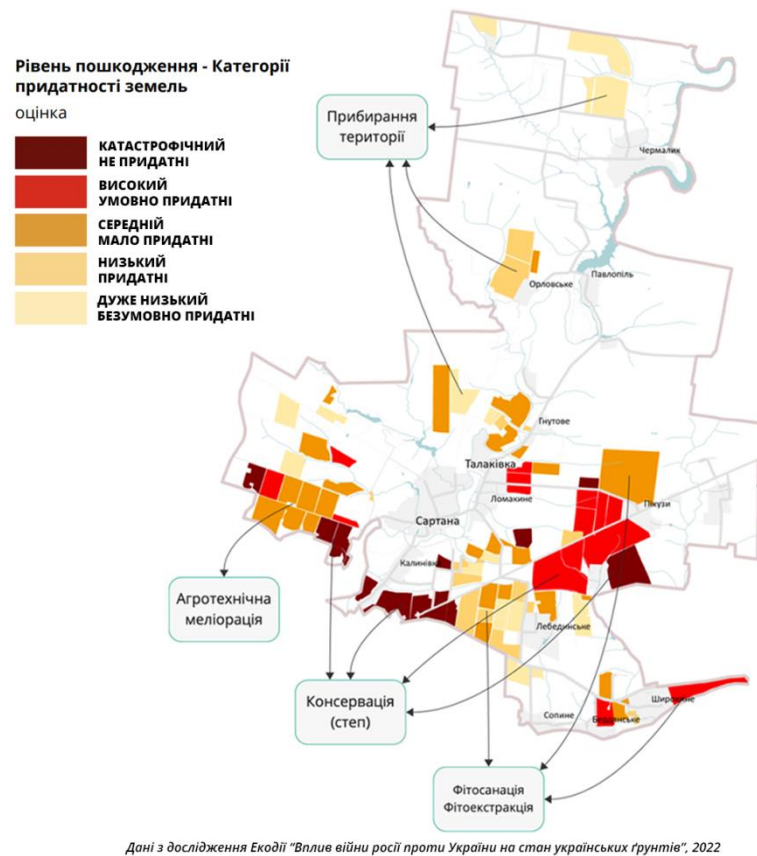 Рівень пошкодження - Категорії
придатності земель
оцінка
КАТАСТРОФІЧНИЙ
НЕ ПРИДАТНІ
ВИСОКИЙ
УМОВНО ПРИДАТНІ
СЕРЕДНІЙ
МАЛО ПРИДАТНІ
НИЗЬКИЙ
ПРИДАТНІ
ДУЖЕ НИЗЬКИЙ
БЕЗУМОВНО ПРИДАТНІ
Прибирання
території
Чермалик
Павлопіль
Орловське
Гнутове
Талаківка
Ломакине
Пікузи
Сартана
Калинівка
Агротехнічна
меліорація
Лебединське
Консервація
(степ)
Широкине
Сопине
Бердянське
Фітосанація
Фітоекстракція
Дані з дослідження Екодії "Вплив війни росії проти України на стан українських ґрунтів", 2022